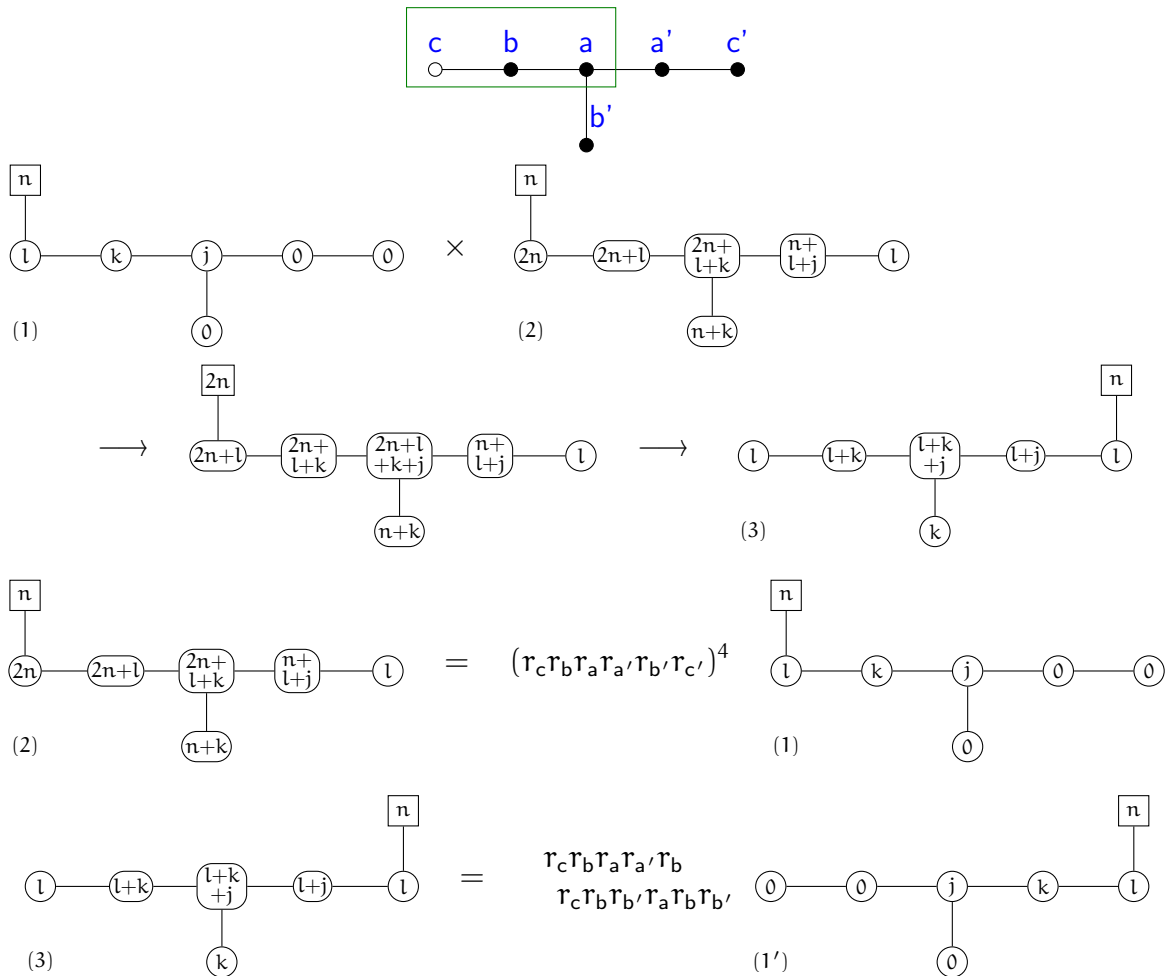 c b a a' c'
b'
n n
l k j 0 0 × 2n 2n+l 2n+ l+k n+ l+j l
(1) 0 (2) n+k
2n n
→ 2n+l 2n+ l+k 2n+l +k+j n+ l+j l → l l+k l+k +j l+j l
n+k (3) k
n n
2n 2n+l 2n+ l+k n+ l+j l = (r_c r_b r_a r_a' r_b' r_c')^4 l k j 0 0
(2) n+k (1) 0
n n
l l+k l+k +j l+j l = r_c r_b r_a r_a' r_b 0 0 j k l
r_c r_b r_b' r_a r_b r_b'
(3) k (1') 0